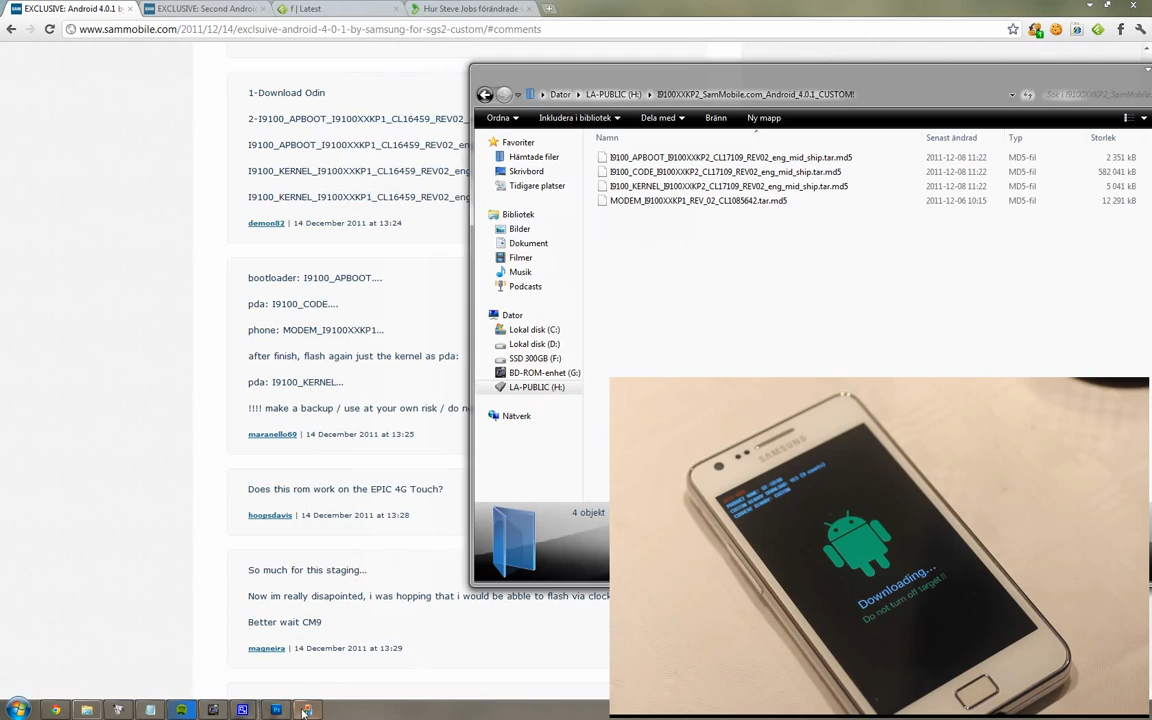 EXCLUSIVE: Android 4.0.1 b
EXCLUSIVE: Second Androi
f | Latest
Hur Steve Jobs förändrade
www.sammobile.com/2011/12/14/exclsuive-android-4-0-1-by-samsung-for-sgs2-custom/#comments
1-Download Odin
2-I9100_APBOOT_I9100XXKP1_CL16459_REV02_en
I9100_KERNEL_I9100XXKP1_CL16459_REV02_en
I9100_KERNEL_I9100XXKP1_CL16459_REV02_e
demon82 | 14 December 2011 at 13:24
bootloader: I9100_APBOOT....
pda: I9100_CODE....
phone: MODEM_I9100XXKP1...
after finish, flash again just the kernel as pda:
pda: I9100_KERNEL...
!!!! make a backup / use at your own risk / do n
maranello69 | 14 December 2011 at 13:25
Does this rom work on the EPIC 4G Touch?
hoopsdavis | 14 December 2011 at 13:28
So much for this staging...
Now im really disapointed, i was hopping that i would be abble to flash via clock
Better wait CM9
magneira | 14 December 2011 at 13:29
Dator LA-PUBLIC (H:) I9100XXKP2_SamMobile.com_Android_4.0.1_CUSTOM!
Ordna Inkludera i bibliotek Dela med Bränn Ny mapp
Namn Senast ändrad Typ Storlek
I9100_APBOOT_I9100XXKP2_CL17109_REV02_eng_mid_ship.tar.md5 2011-12-08 11:22 MD5-fil 2 351 kB
I9100_CODE_I9100XXKP2_CL17109_REV02_eng_mid_ship.tar.md5 2011-12-08 11:22 MD5-fil 582 041 kB
I9100_KERNEL_I9100XXKP2_CL17109_REV02_eng_mid_ship.tar.md5 2011-12-08 11:22 MD5-fil 5 041 kB
MODEM_I9100XXKP1_REV_02_CL1085642.tar.md5 2011-12-06 10:15 MD5-fil 12 291 kB
Favoriter
Hämtade filer
Skrivbord
Tidigare platser
Bibliotek
Bilder
Dokument
Filmer
Musik
Podcasts
Dator
Lokal disk (C:)
Lokal disk (D:)
SSD 300GB (F:)
BD-ROM-enhet (G:)
LA-PUBLIC (H:)
Nätverk
4 objekt
SAMSUNG
Downloading...
Do not turn off target !!